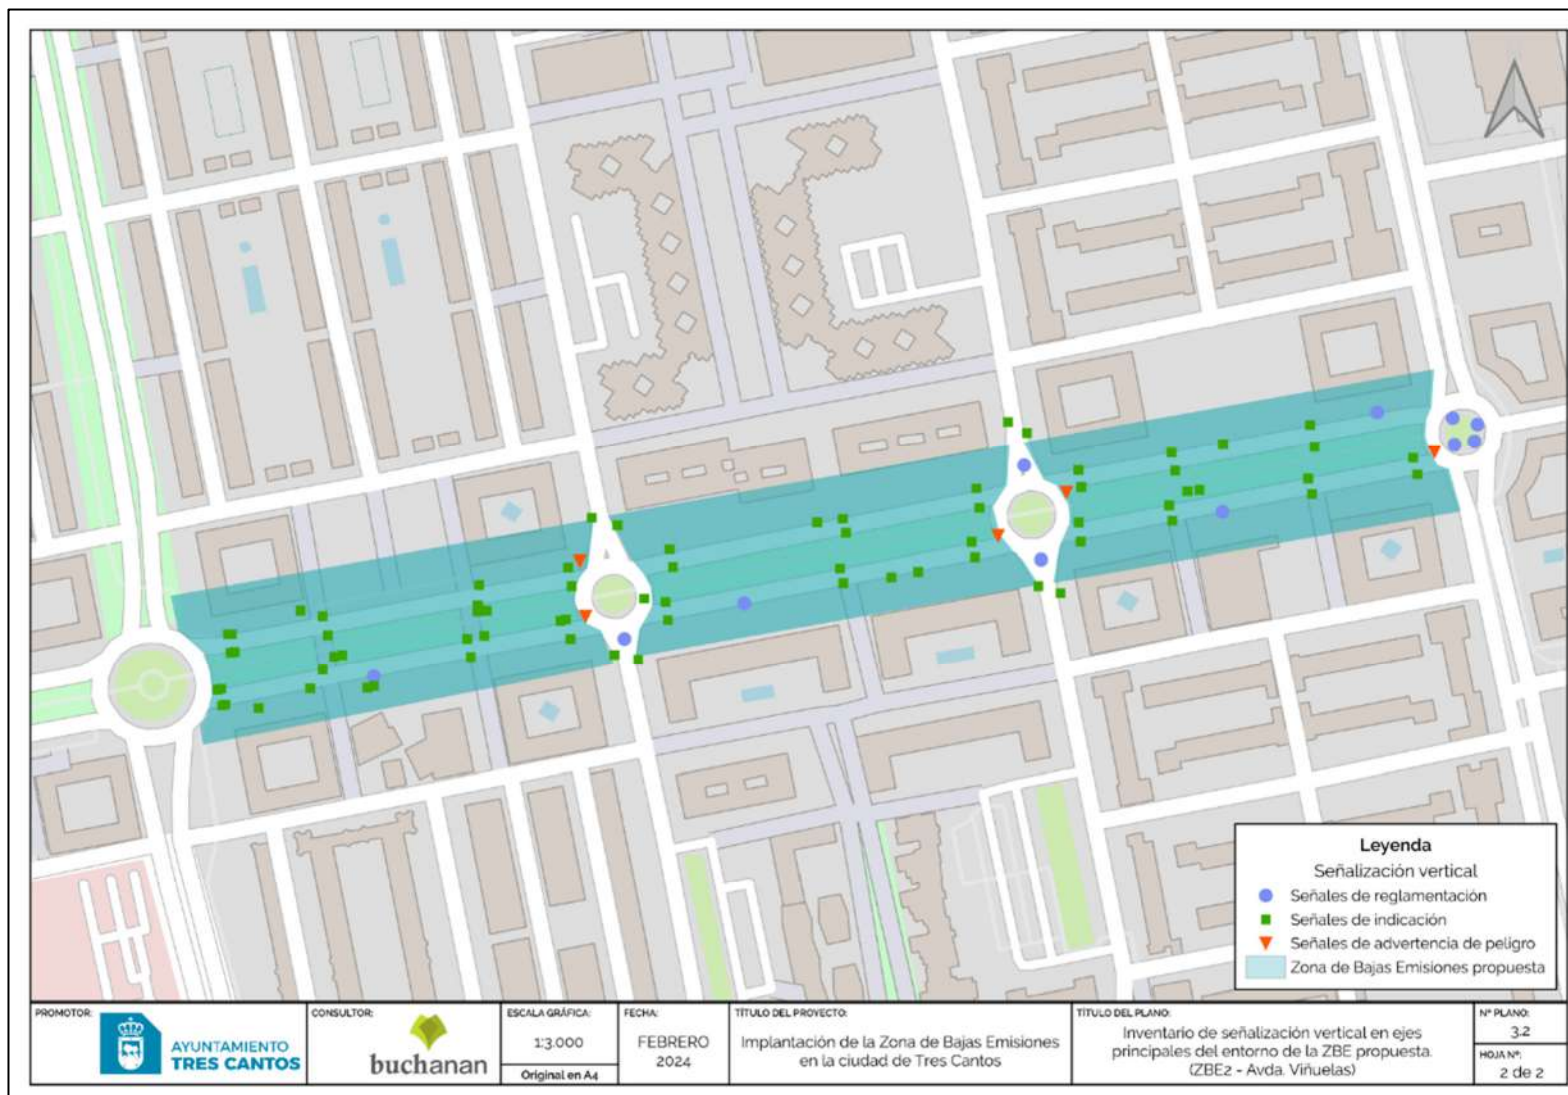 Leyenda
Señalización vertical
Señales de reglamentación
Señales de indicación
Señales de advertencia de peligro
Zona de Bajas Emisiones propuesta
PROMOTOR:
AYUNTAMIENTO
TRES CANTOS
CONSULTOR:
buchanan
ESCALA GRÁFICA:
1:3.000
Original en A4
FECHA:
FEBRERO
2024
TÍTULO DEL PROYECTO:
Implantación de la Zona de Bajas Emisiones
en la ciudad de Tres Cantos
TÍTULO DEL PLANO:
Inventario de señalización vertical en ejes
principales del entorno de la ZBE propuesta.
(ZBE2 - Avda. Viñuelas)
Nº PLANO:
3.2
HOJA Nº:
2 de 2